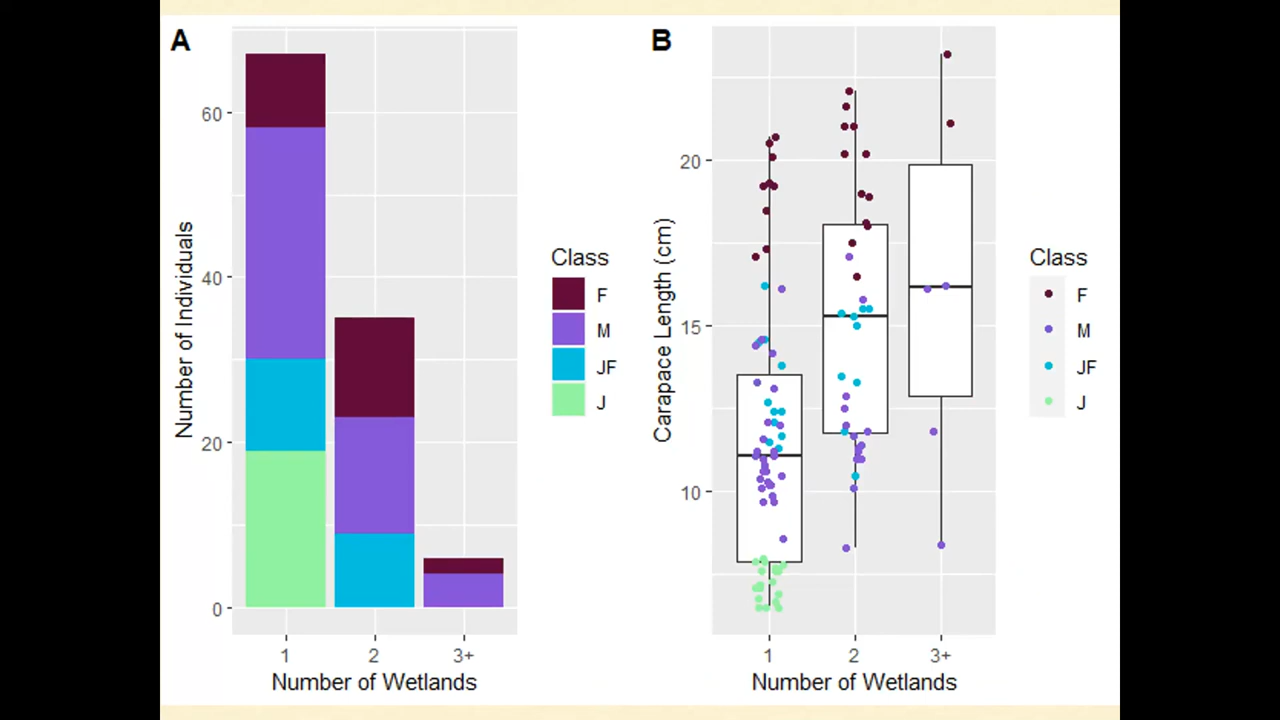 A
Number of Individuals
60
40
20
0
1 2 3+
Number of Wetlands
Class
F
M
JF
J
B
Carapace Length (cm)
20
15
10
1 2 3+
Number of Wetlands
Class
F
M
JF
J